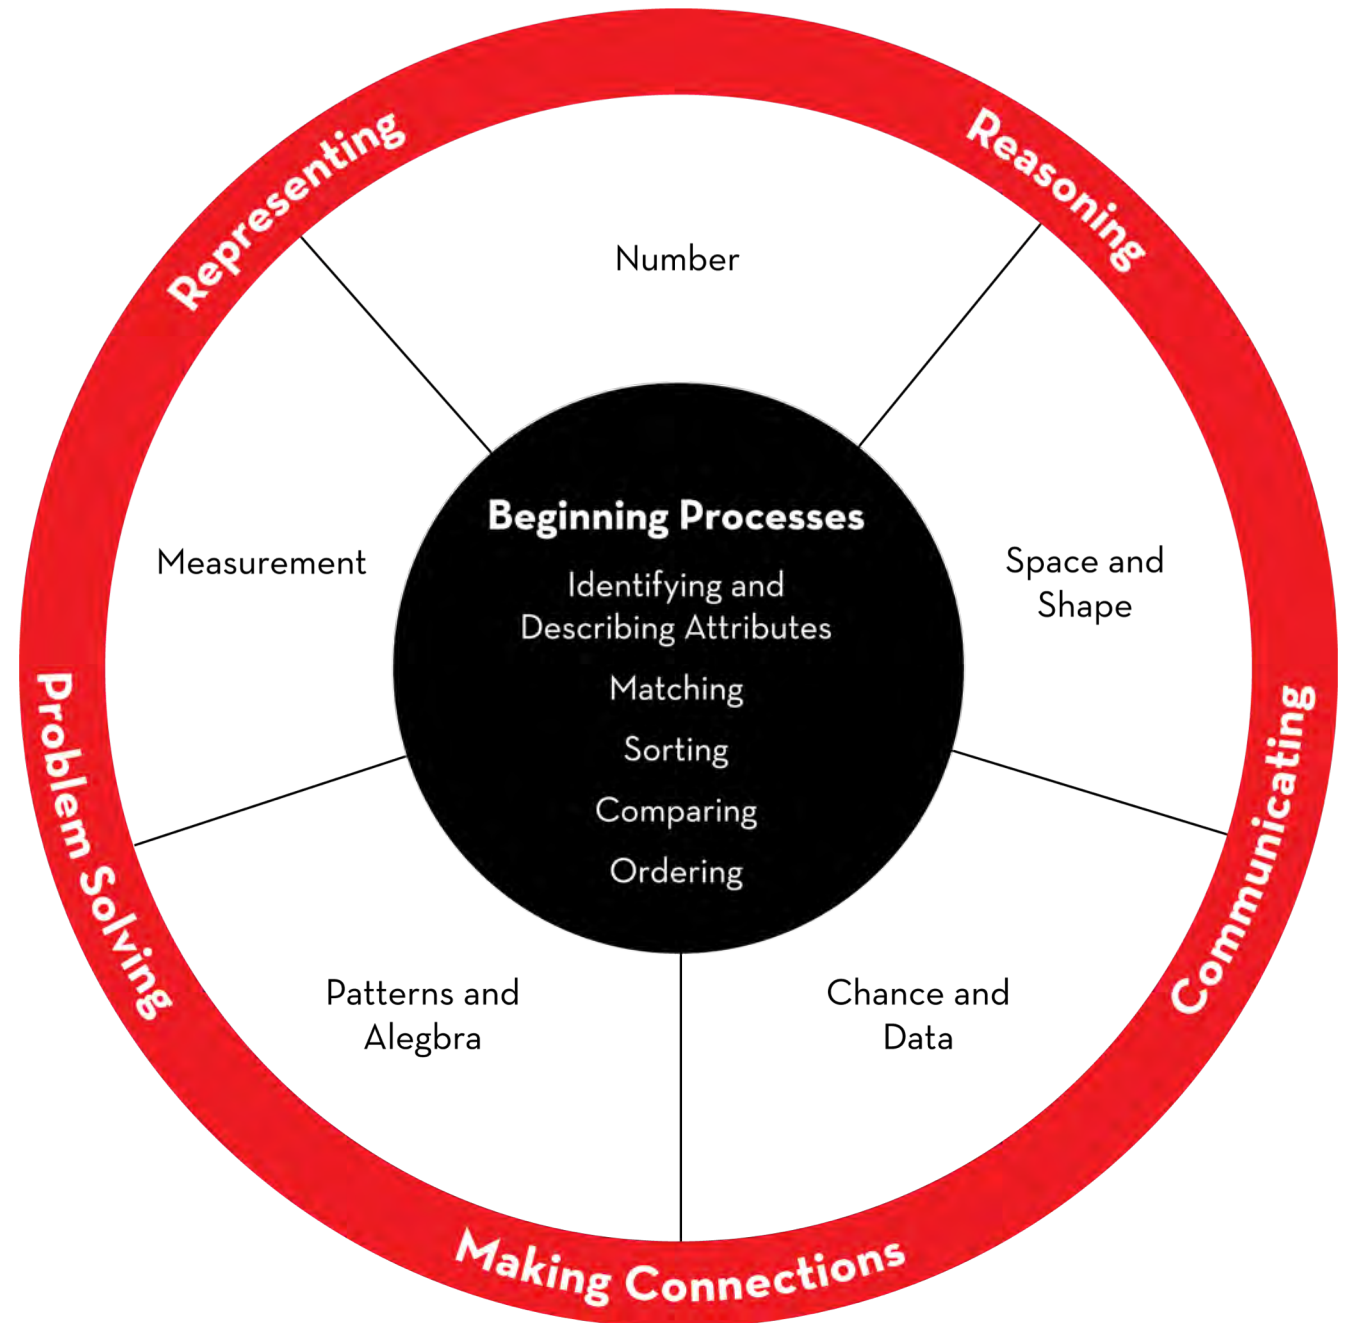 Representing
Reasoning
Number
Measurement
Space and
Shape
Beginning Processes
Identifying and
Describing Attributes
Matching
Sorting
Comparing
Ordering
Problem Solving
Communicating
Patterns and
Alegbra
Chance and
Data
Making Connections